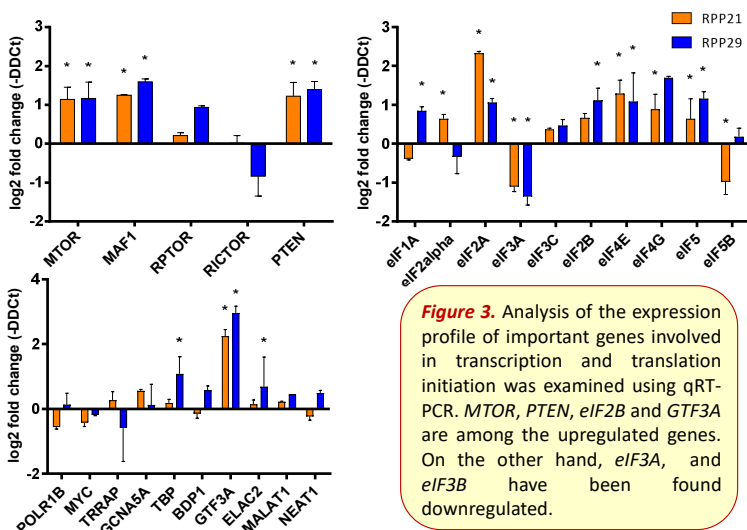 RPP21
RPP29
log2 fold change (-DDCt)
3
2
1
0
-1
-2
* * * * * *
MTOR
MAF1
RPTOR
RICTOR
PTEN
log2 fold change (-DDCt)
3
2
1
0
-1
-2
* * * * * * * * * * * * * *
eIF1A
eIF2alpha
eIF2A
eIF3A
eIF3C
eIF2B
eIF4E
eIF4G
eIF5
eIF5B
log2 fold change (-DDCt)
4
2
0
-2
* * * *
POLR1B
MYC
TRRAP
GCNA5A
TBP
BDP1
GTF3A
ELAC2
MALAT1
NEAT1
Figure 3. Analysis of the expression
profile of important genes involved
in transcription and translation
initiation was examined using qRT-
PCR. MTOR, PTEN, eIF2B and GTF3A
are among the upregulated genes.
On the other hand, eIF3A, and
eIF3B have been found
downregulated.